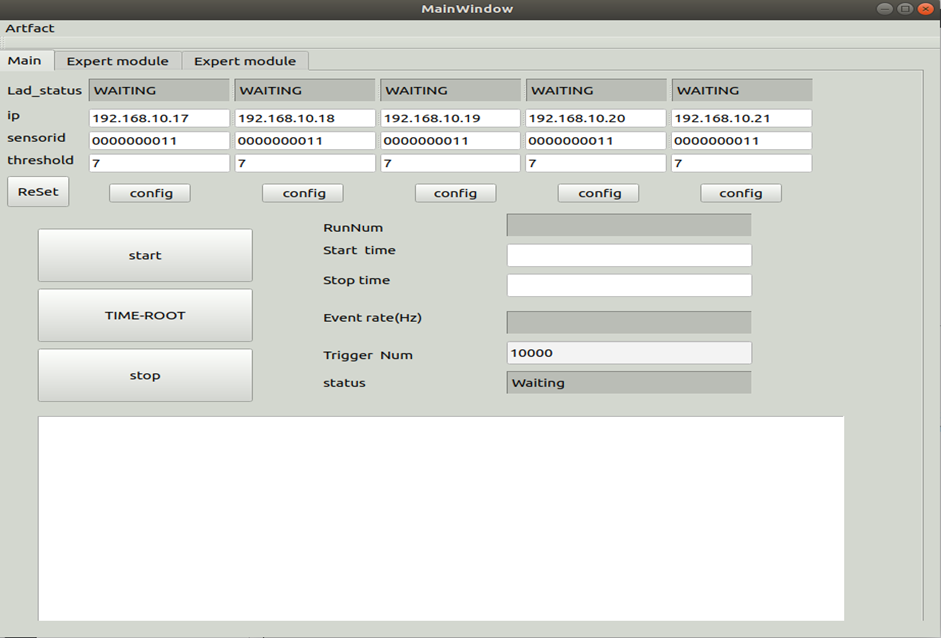 MainWindow
Artfact
Main Expert module Expert module
Lad_status WAITING WAITING WAITING WAITING WAITING
ip 192.168.10.17 192.168.10.18 192.168.10.19 192.168.10.20 192.168.10.21
sensorid 0000000011 0000000011 0000000011 0000000011 0000000011
threshold 7 7 7 7 7
ReSet config config config config config
RunNum
start
Start time
Stop time
TIME-ROOT
Event rate(Hz)
Trigger Num 10000
stop
status Waiting